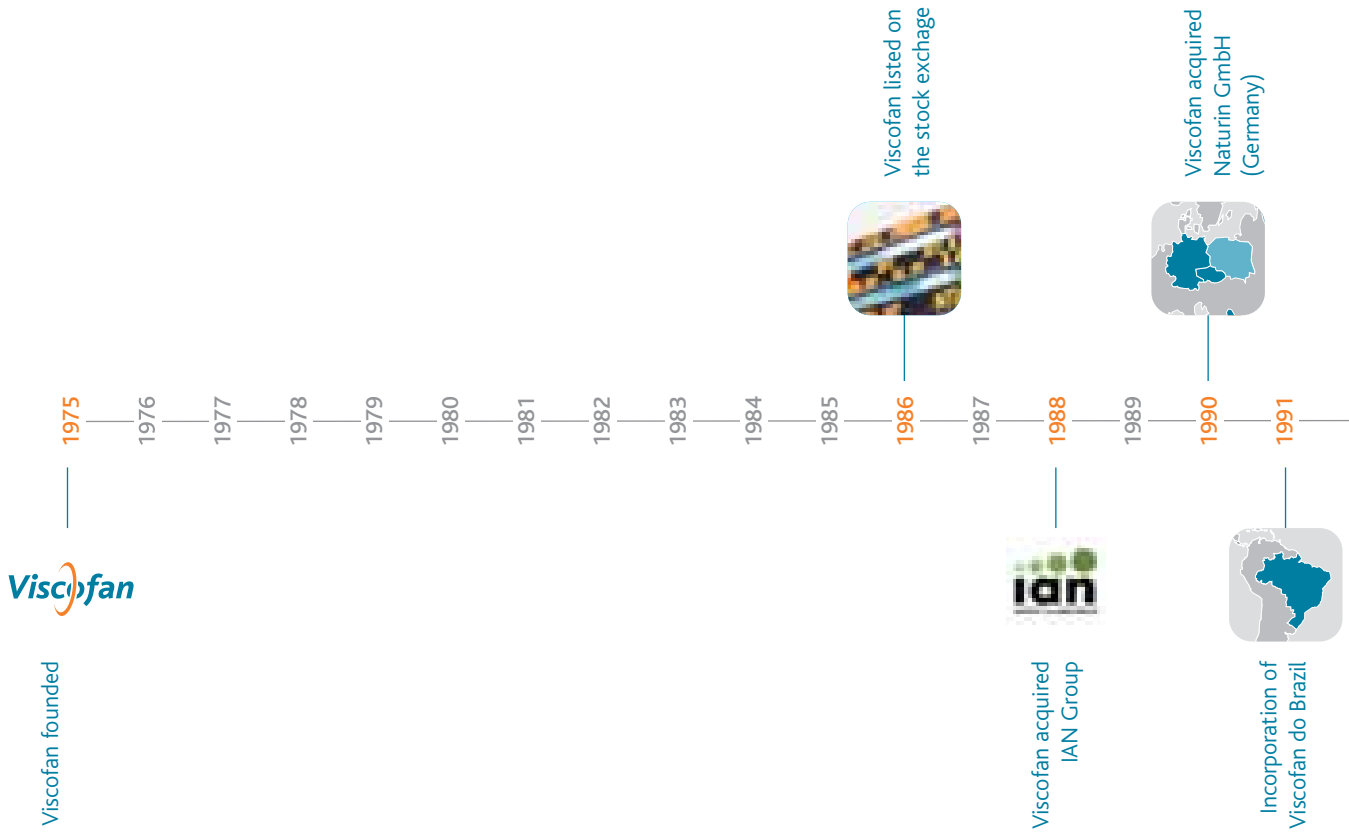 Viscofan listed on
the stock exchage
Viscofan acquired
Naturin GmbH
(Germany)
1975
1976
1977
1978
1979
1980
1981
1982
1983
1984
1985
1986
1987
1988
1989
1990
1991
Viscofan
ian
Viscofan founded
Viscofan acquired
IAN Group
Incorporation of
Viscofan do Brazil